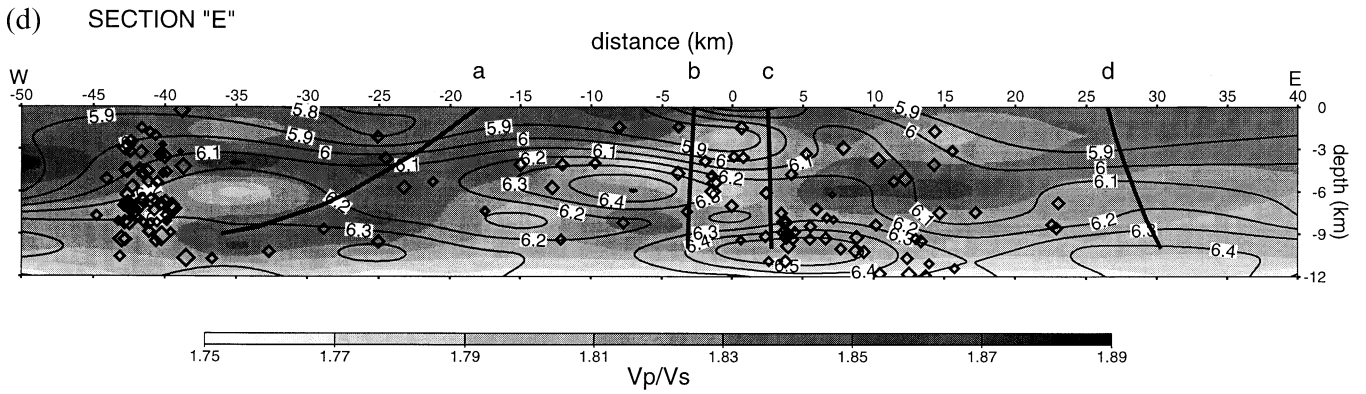 (d) SECTION "E"
distance (km)
W a b c d E
-50 -45 -40 -35 -30 -25 -20 -15 -10 -5 0 5 10 15 20 25 30 35 40
0
-3
-6
-9
-12
depth (km)
5.9 5.8 5.9
5.9 6 5.9 6 5.9 6 5.9 6
6.1 6.1 6.2 6.1 6.2 6.1 6.1
6.2 6.3 6.4 6.3 6.1
6.3 6.2 6.2 6.3 6.4 6.2 6.3 6.2 6.3
6.5 6.4 6.4
1.75 1.77 1.79 1.81 1.83 1.85 1.87 1.89
Vp/Vs